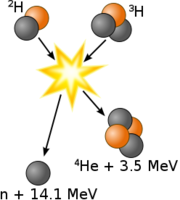 ²H
³H
⁴He + 3.5 MeV
n + 14.1 MeV